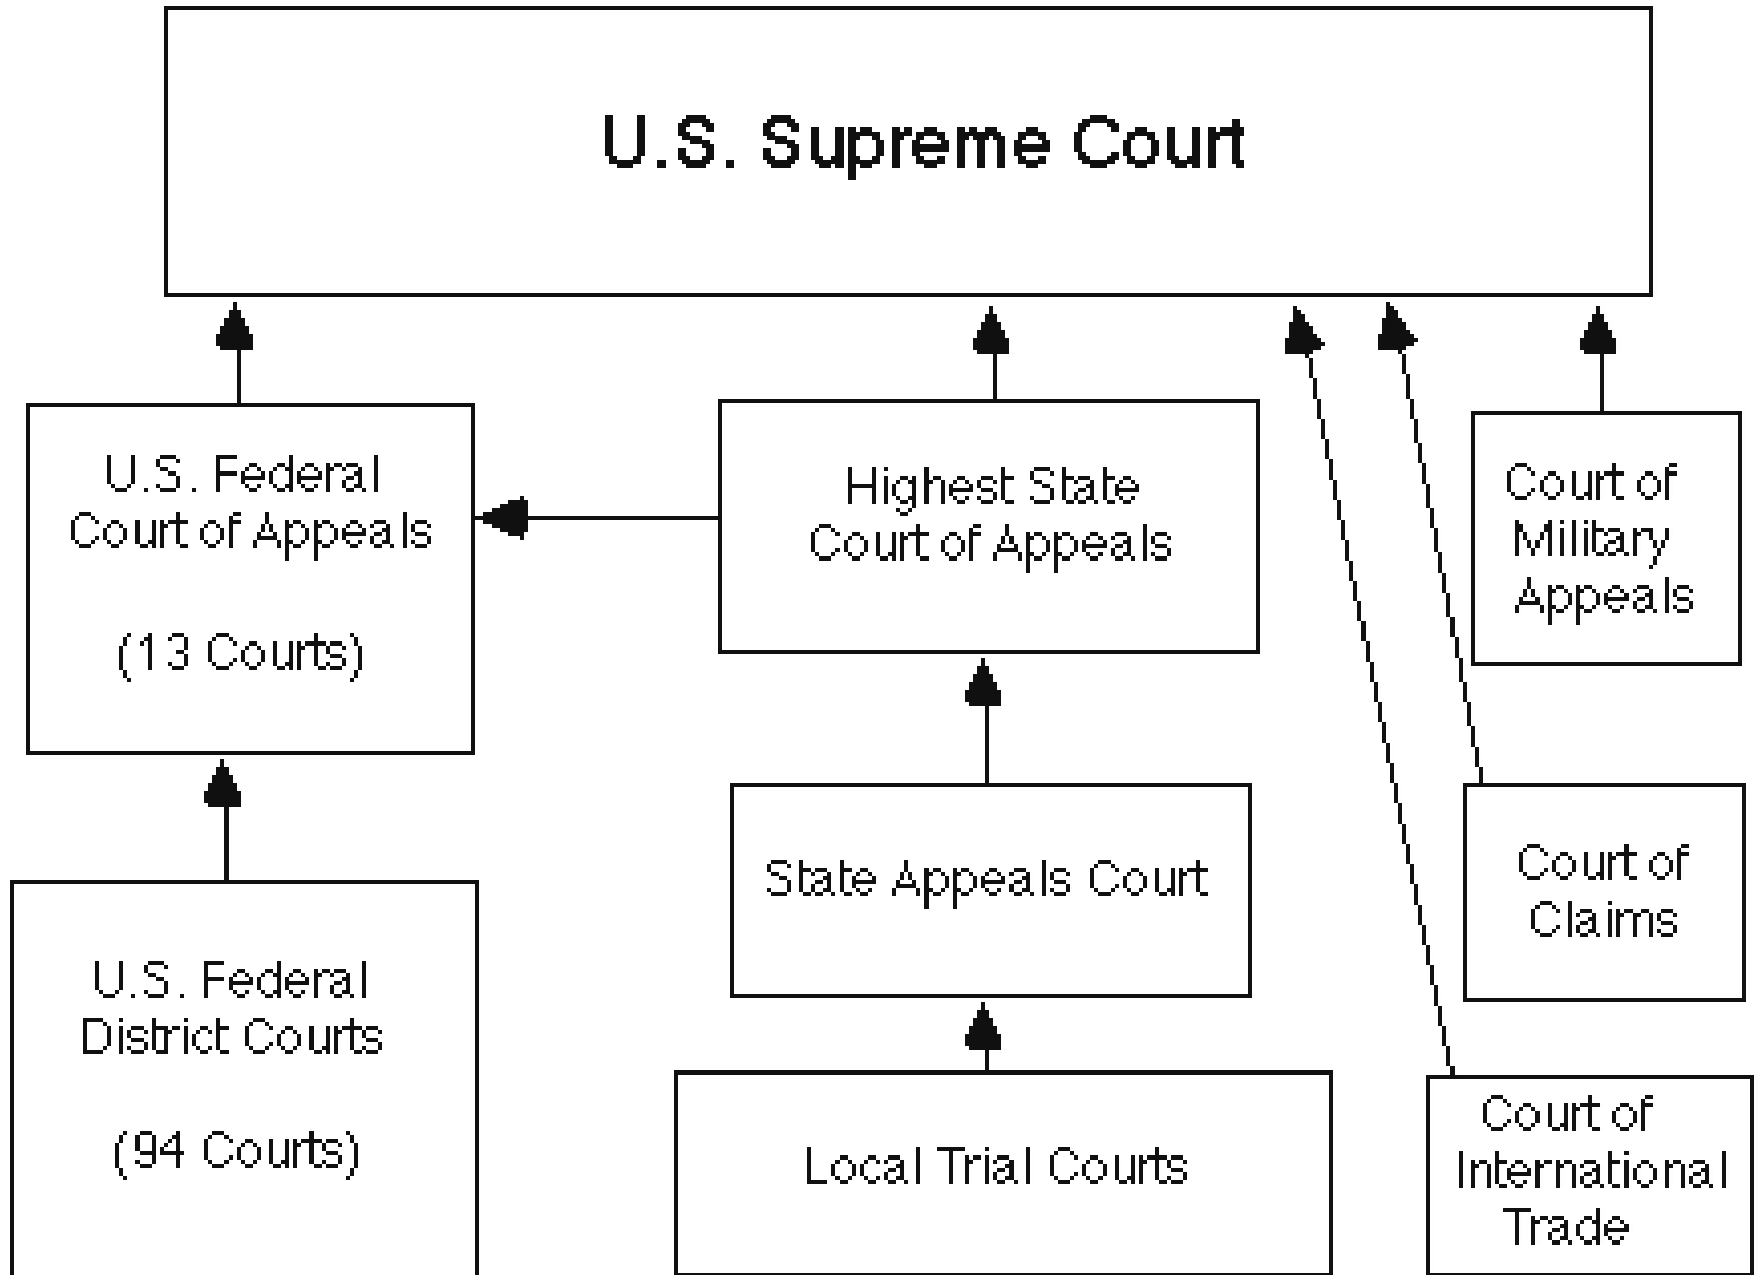 U.S. Supreme Court
U.S. Federal
Court of Appeals
(13 Courts)
Highest State
Court of Appeals
Court of
Military
Appeals
State Appeals Court
Court of
Claims
U.S. Federal
District Courts
(94 Courts)
Local Trial Courts
Court of
International
Trade